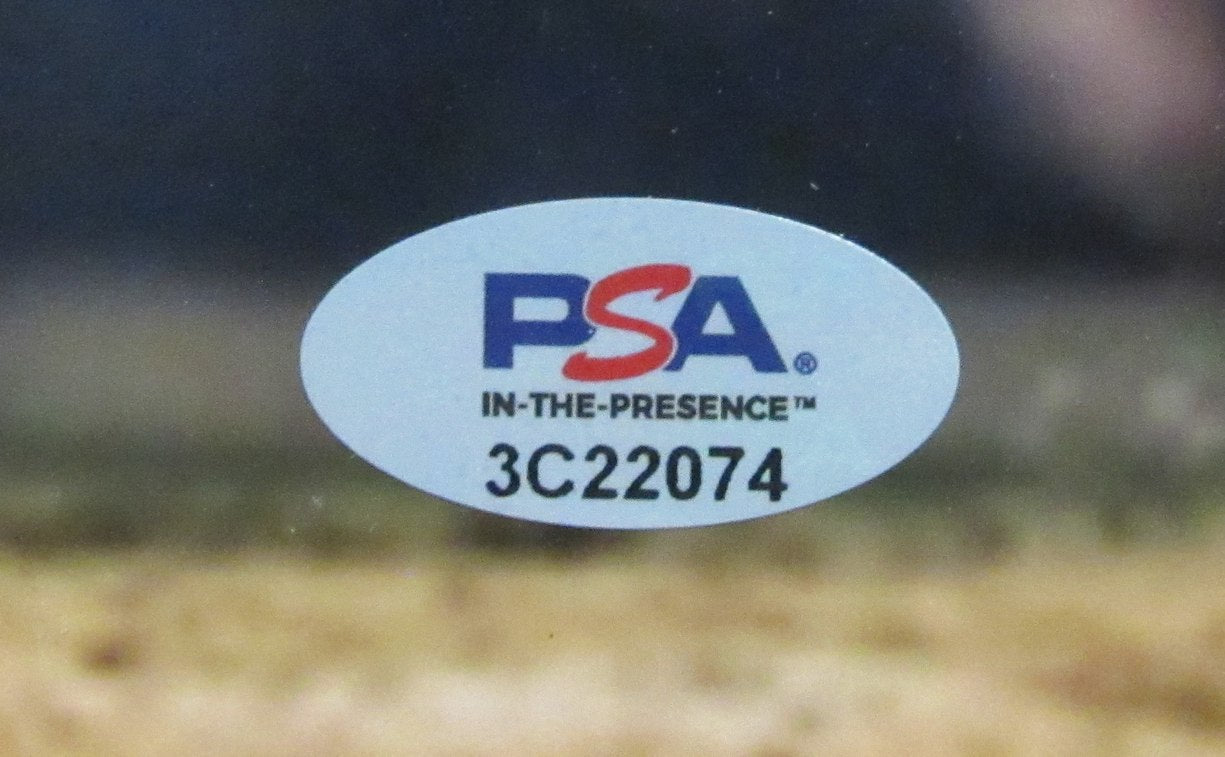 PSA®
IN-THE-PRESENCE™
3C22074